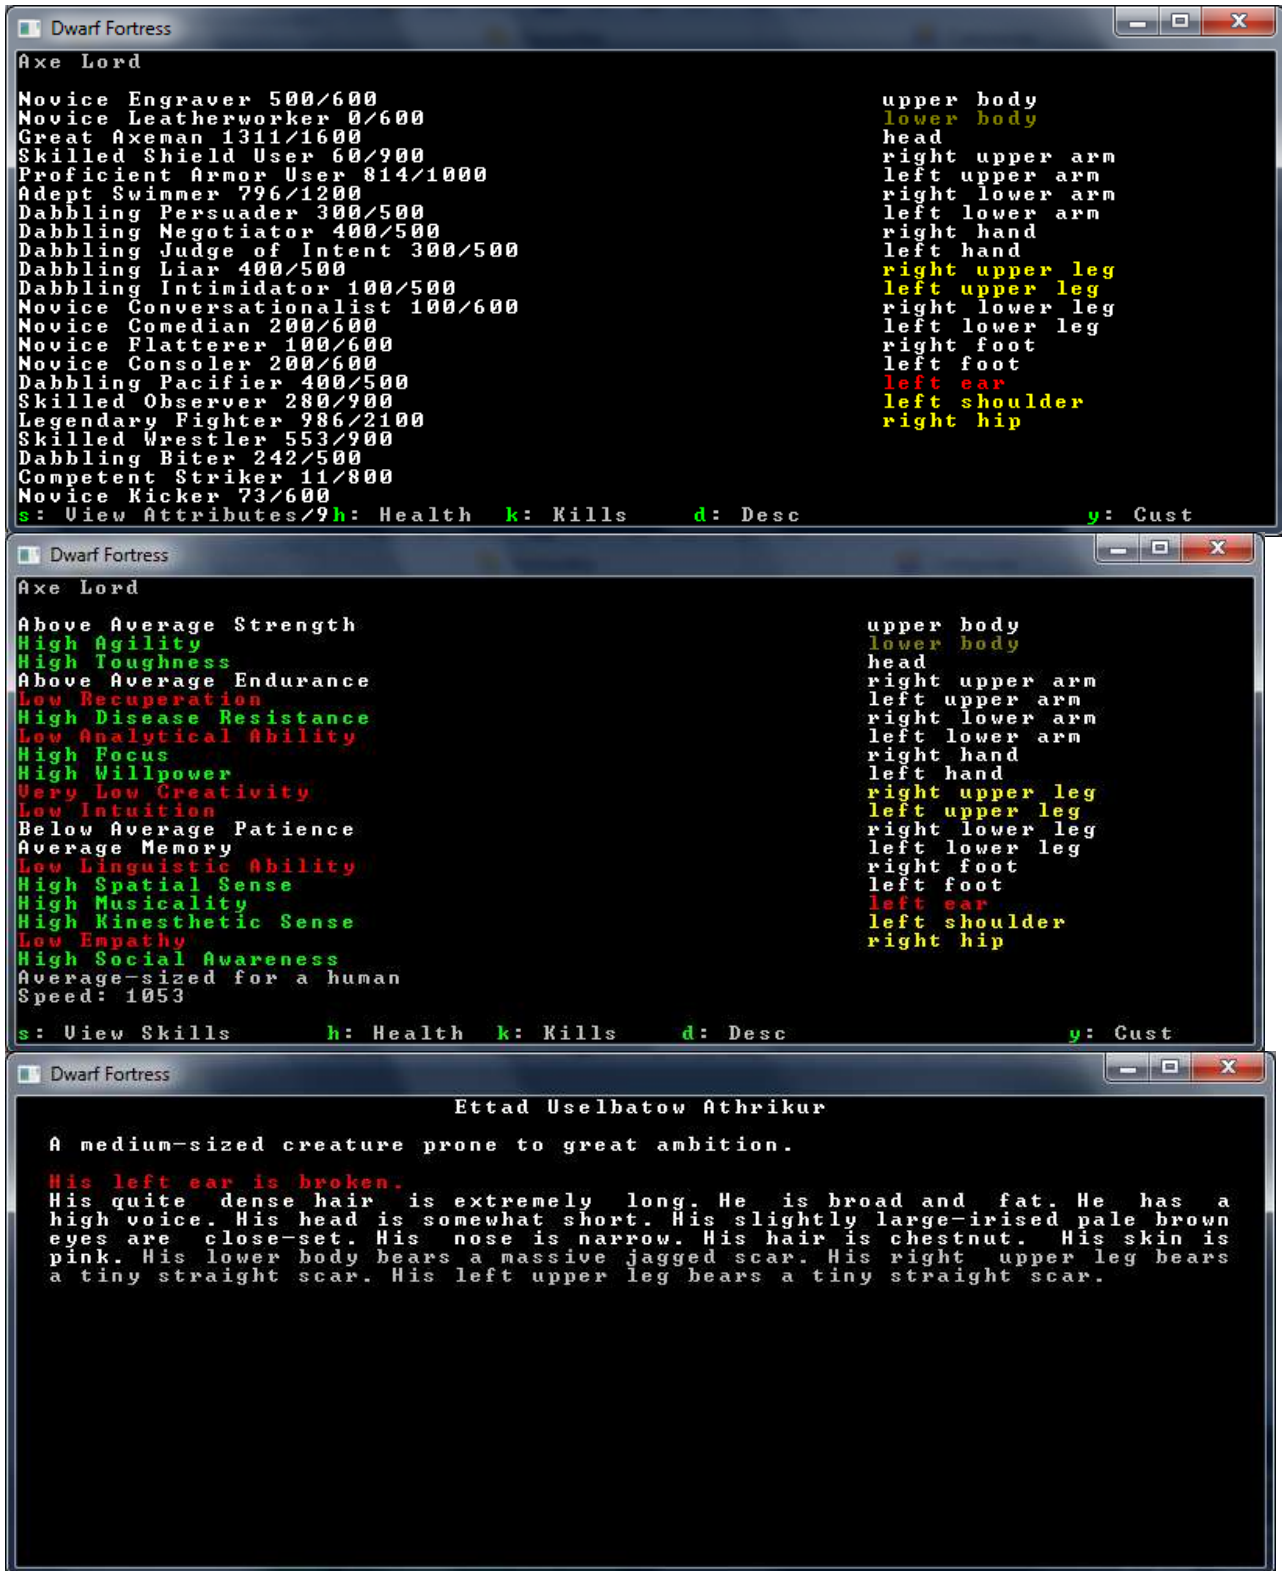 Dwarf Fortress
Axe Lord
Novice Engraver 500/600
Novice Leatherworker 0/600
Great Axeman 1311/1600
Skilled Shield User 60/900
Proficient Armor User 814/1000
Adept Swimmer 796/1200
Dabbling Persuader 300/500
Dabbling Negotiator 400/500
Dabbling Judge of Intent 300/500
Dabbling Liar 400/500
Dabbling Intimidator 100/500
Novice Conversationalist 100/600
Novice Comedian 200/600
Novice Flatterer 100/600
Novice Consoler 200/600
Dabbling Pacifier 400/500
Skilled Observer 280/900
Legendary Fighter 986/2100
Skilled Wrestler 553/900
Dabbling Biter 242/500
Competent Striker 11/800
Novice Kicker 73/600
upper body
lower body
head
right upper arm
left upper arm
right lower arm
left lower arm
right hand
left hand
right upper leg
left upper leg
right lower leg
left lower leg
right foot
left foot
left ear
left shoulder
right hip
s: View Attributes/9h: Health k: Kills d: Desc y: Cust
Dwarf Fortress
Axe Lord
Above Average Strength
High Agility
High Toughness
Above Average Endurance
Low Recuperation
High Disease Resistance
Low Analytical Ability
High Focus
High Willpower
Very Low Creativity
Low Intuition
Below Average Patience
Average Memory
Low Linguistic Ability
High Spatial Sense
High Musicality
High Kinesthetic Sense
Low Empathy
High Social Awareness
Average-sized for a human
Speed: 1053
upper body
lower body
head
right upper arm
left upper arm
right lower arm
left lower arm
right hand
left hand
right upper leg
left upper leg
right lower leg
left lower leg
right foot
left foot
left ear
left shoulder
right hip
s: View Skills h: Health k: Kills d: Desc y: Cust
Dwarf Fortress
Ettad Uselbatow Athrikur
A medium-sized creature prone to great ambition.
His left ear is broken.
His quite dense hair is extremely long. He is broad and fat. He has a
high voice. His head is somewhat short. His slightly large-irised pale brown
eyes are close-set. His nose is narrow. His hair is chestnut. His skin is
pink. His lower body bears a massive jagged scar. His right upper leg bears
a tiny straight scar. His left upper leg bears a tiny straight scar.